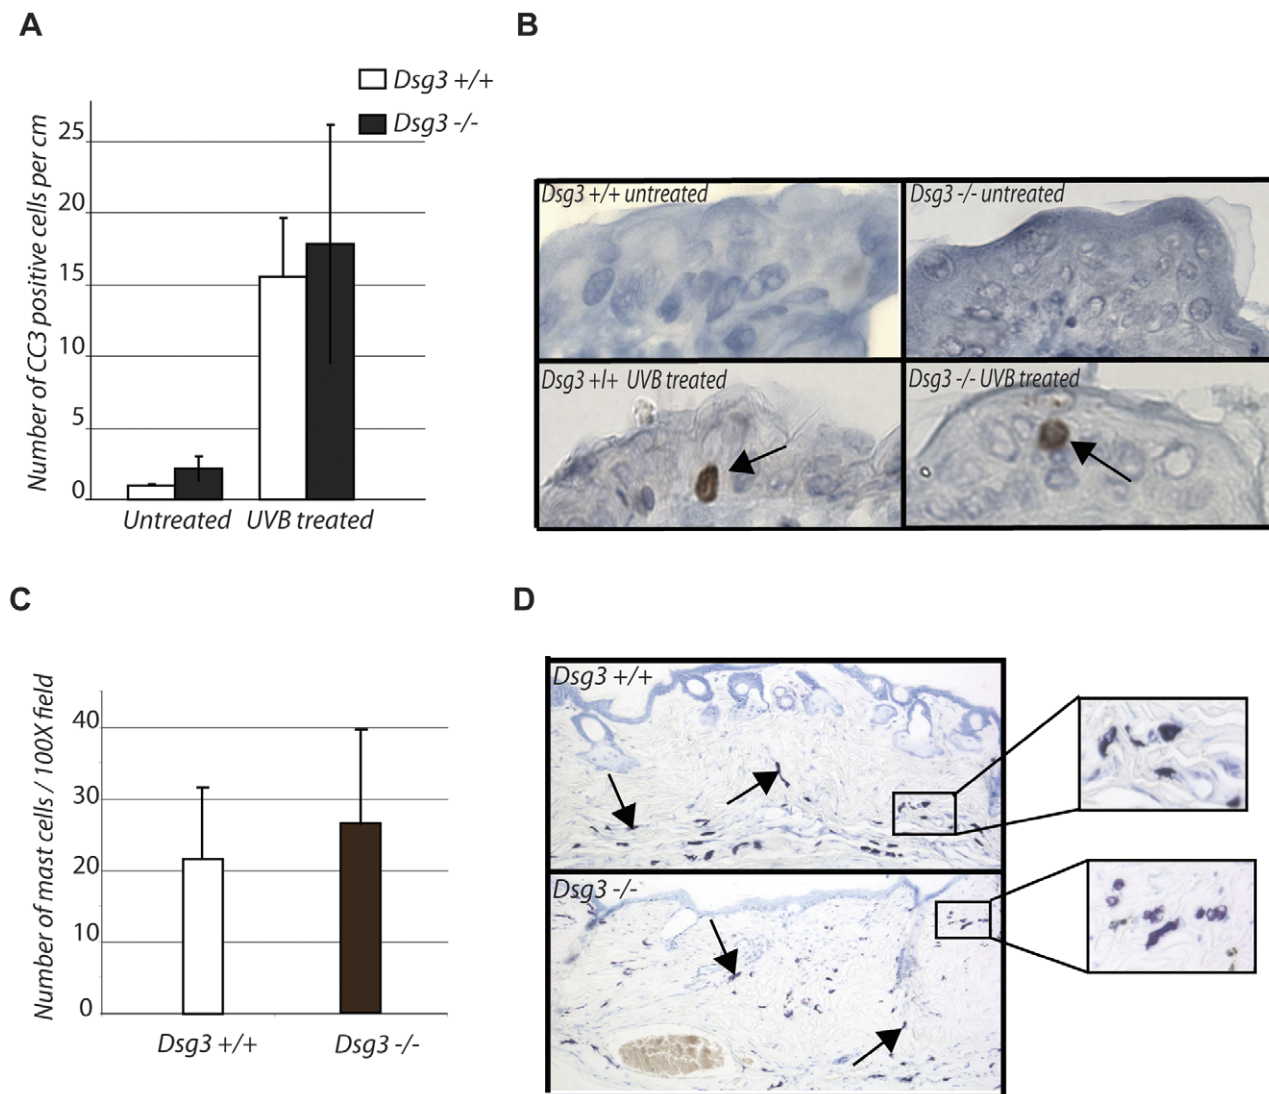 A
Number of CC3 positive cells per cm
25
20
15
10
5
0
Dsg3 +/+
Dsg3 -/-
Untreated
UVB treated
B
Dsg3 +/+ untreated
Dsg3 -/- untreated
Dsg3 +l+ UVB treated
Dsg3 -/- UVB treated
C
Number of mast cells / 100X field
40
30
20
10
0
Dsg3 +/+
Dsg3 -/-
D
Dsg3 +/+
Dsg3 -/-